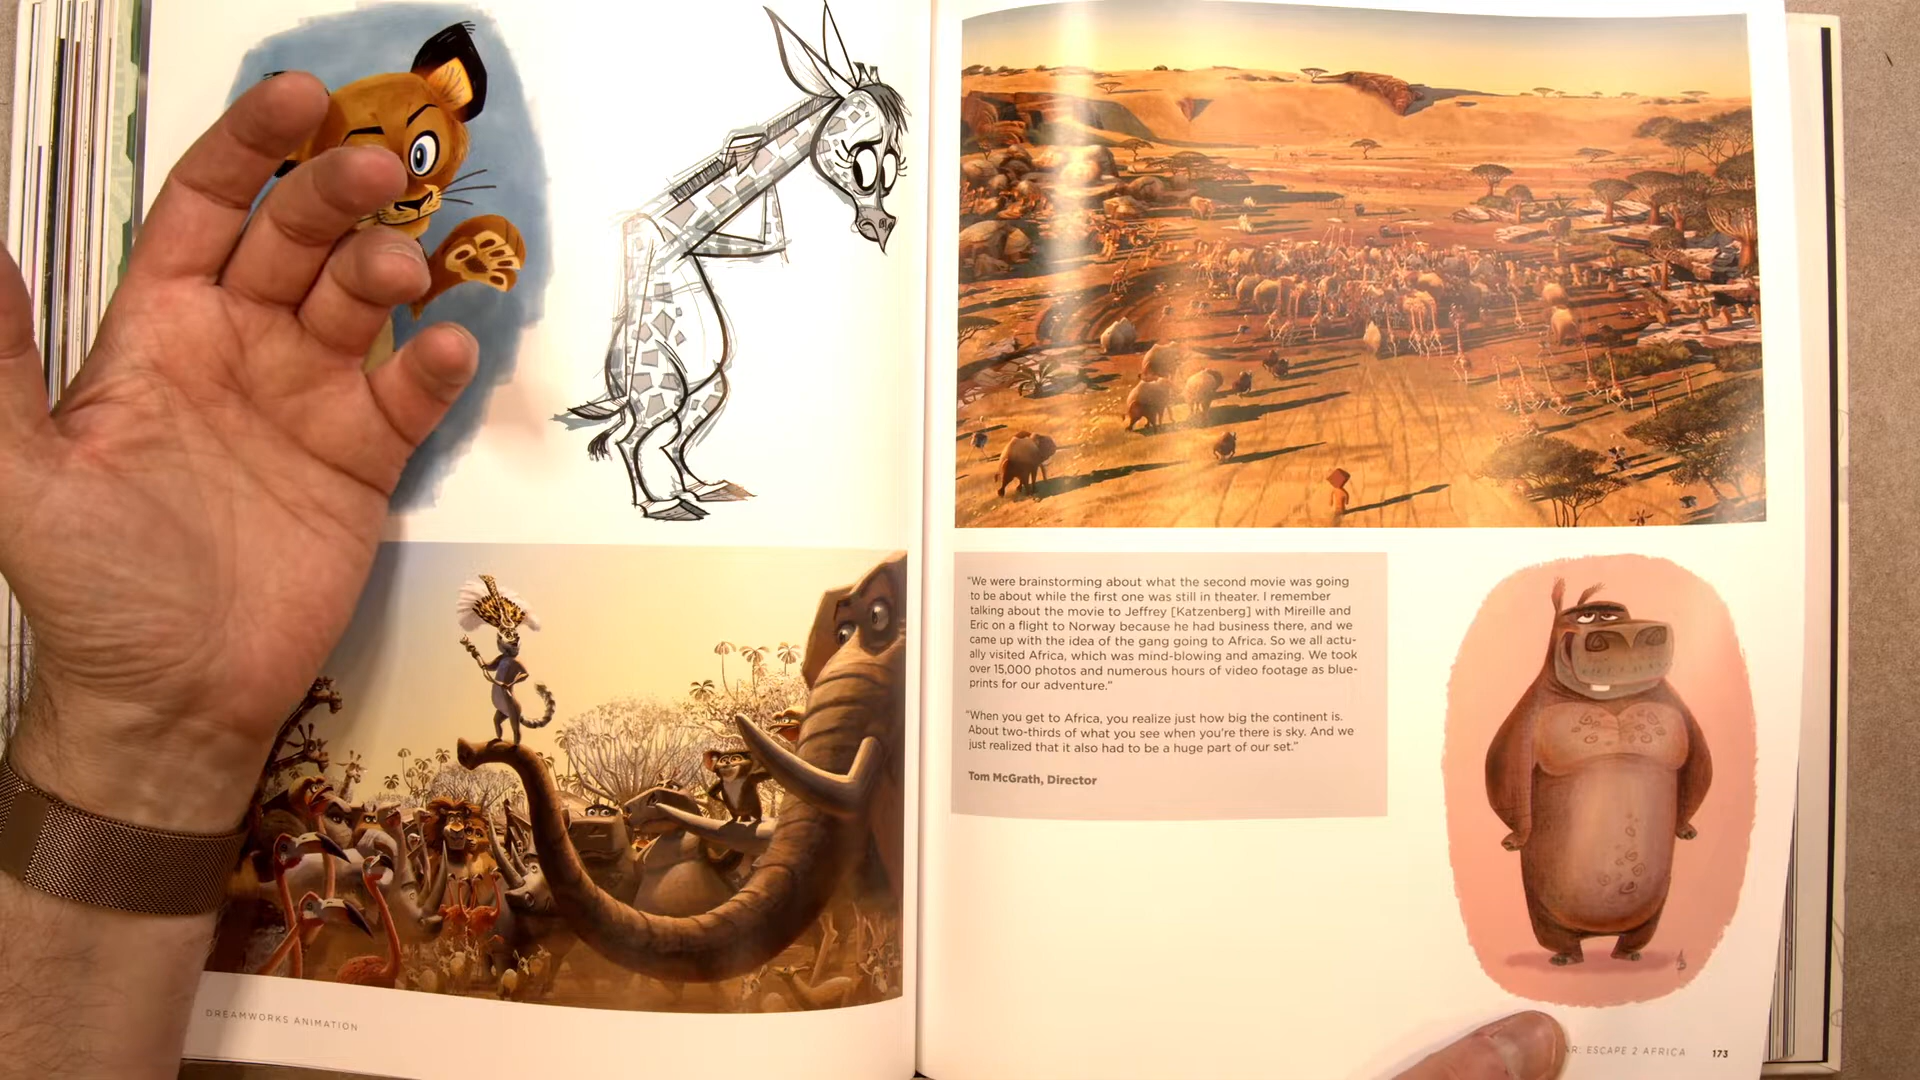 DREAMWORKS ANIMATION
"We were brainstorming about what the second movie was going
to be about while the first one was still in theater. I remember
talking about the movie to Jeffrey [Katzenberg] with Mireille and
Eric on a flight to Norway because he had business there, and we
came up with the idea of the gang going to Africa. So we all actu-
ally visited Africa, which was mind-blowing and amazing. We took
over 15,000 photos and numerous hours of video footage as blue-
prints for our adventure."
"When you get to Africa, you realize just how big the continent is.
About two-thirds of what you see when you're there is sky. And we
just realized that it also had to be a huge part of our set."
Tom McGrath, Director
: ESCAPE 2 AFRICA 173